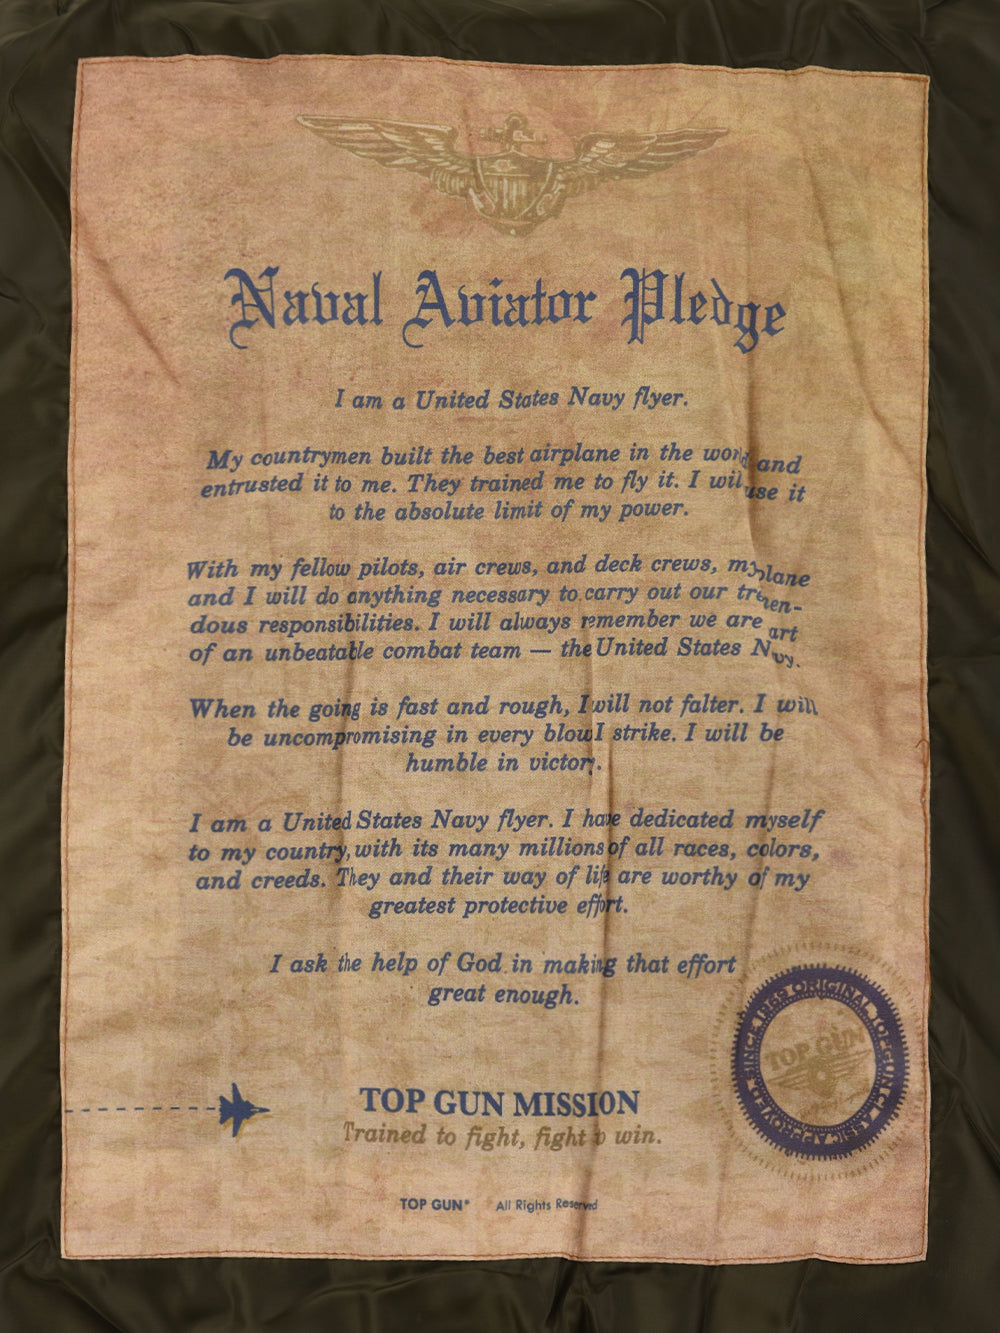 Naval Aviator Pledge
I am a United States Navy flyer.
My countrymen built the best airplane in the world and
entrusted it to me. They trained me to fly it. I will use it
to the absolute limit of my power.
With my fellow pilots, air crews, and deck crews, my plane
and I will do anything necessary to carry out our tremen-
dous responsibilities. I will always remember we are part
of an unbeatable combat team — the United States Navy.
When the going is fast and rough, I will not falter. I will
be uncompromising in every blow I strike. I will be
humble in victory.
I am a United States Navy flyer. I have dedicated myself
to my country, with its many millions of all races, colors,
and creeds. They and their way of life are worthy of my
greatest protective effort.
I ask the help of God in making that effort
great enough.
SINCE 1969 ORIGINAL TOPGUN CLASSIC APPROVED
TOP GUN
TOP GUN MISSION
Trained to fight, fight to win.
TOP GUN® All Rights Reserved